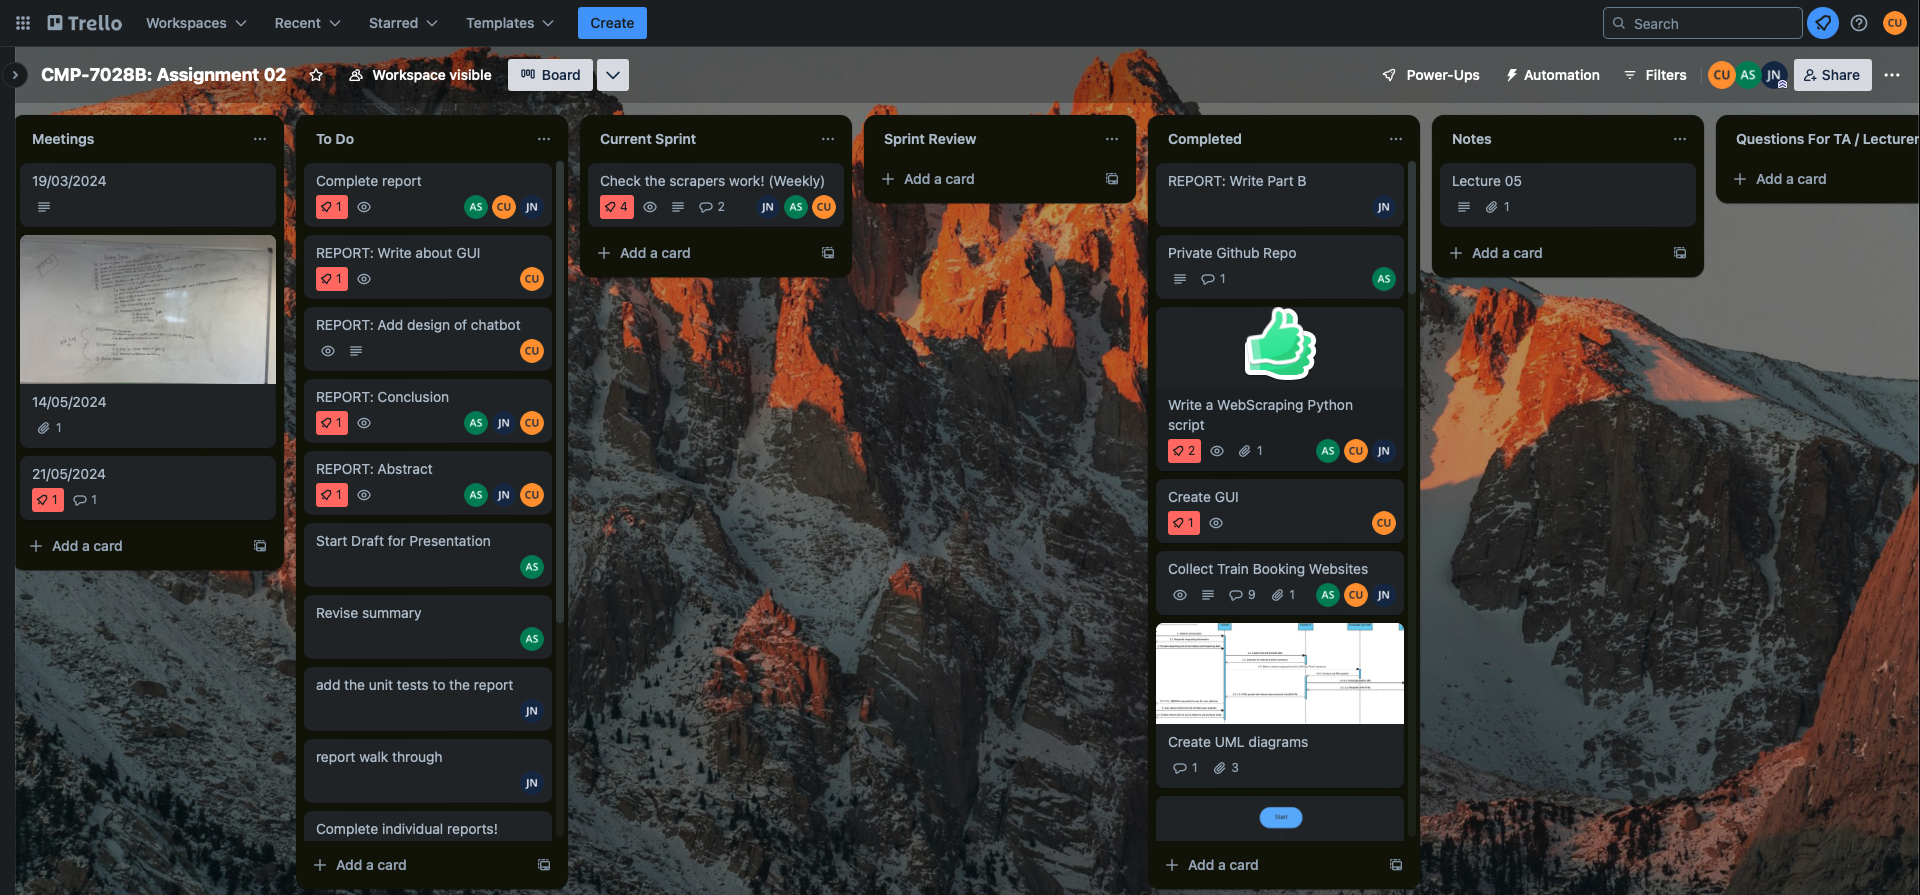 Trello
Workspaces
Recent
Starred
Templates
Create
Search
CU
CMP-7028B: Assignment 02
Workspace visible
Board
Power-Ups
Automation
Filters
CU
AS
JN
Share
Meetings
19/03/2024
14/05/2024
1
21/05/2024
1
1
Add a card
To Do
Complete report
1
AS
CU
JN
REPORT: Write about GUI
1
CU
REPORT: Add design of chatbot
CU
REPORT: Conclusion
1
AS
JN
CU
REPORT: Abstract
1
AS
JN
CU
Start Draft for Presentation
AS
Revise summary
AS
add the unit tests to the report
JN
report walk through
JN
Complete individual reports!
Add a card
Current Sprint
Check the scrapers work! (Weekly)
4
2
JN
AS
CU
Add a card
Sprint Review
Add a card
Completed
REPORT: Write Part B
JN
Private Github Repo
1
AS
Write a WebScraping Python
script
2
1
AS
CU
JN
Create GUI
1
CU
Collect Train Booking Websites
9
1
AS
CU
JN
Create UML diagrams
1
3
Start
Add a card
Notes
Lecture 05
1
Add a card
Questions For TA / Lecturer
Add a card